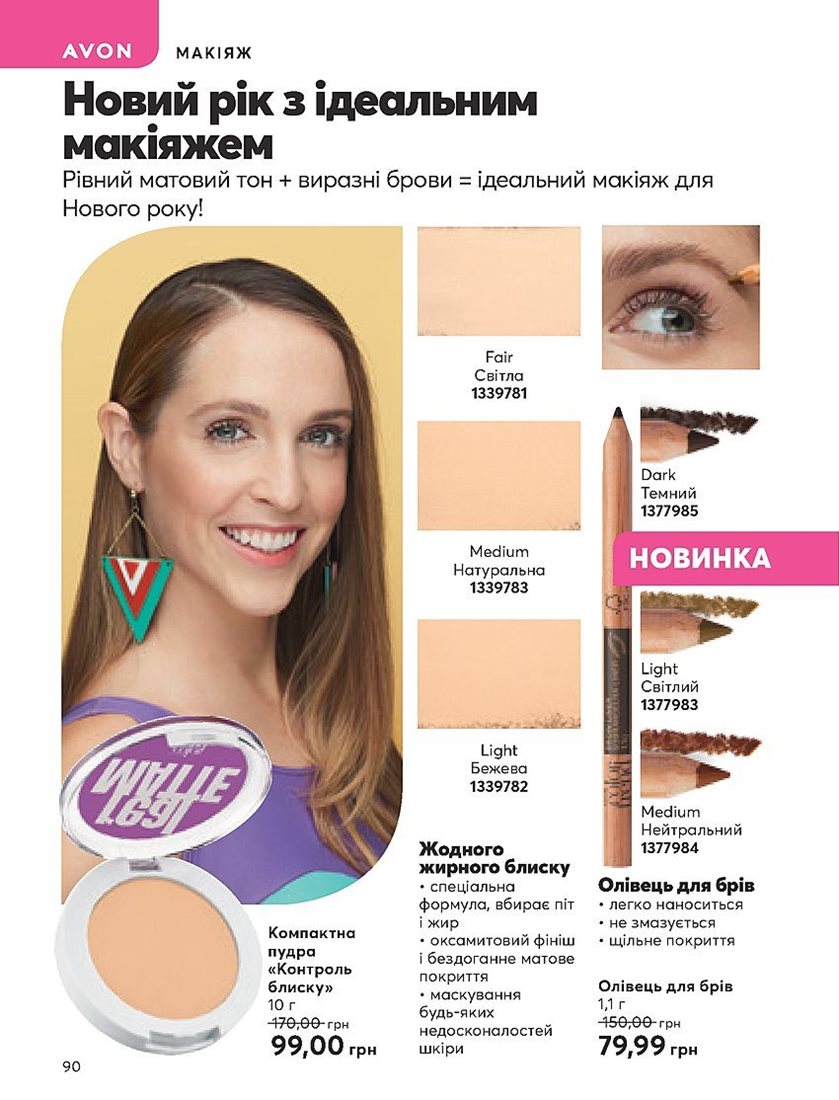 AVON
МАКІЯЖ
Новий рік з ідеальним
макіяжем
Рівний матовий тон + виразні брови = ідеальний макіяж для
Нового року!
Fair
Світла
1339781
Medium
Натуральна
1339783
Light
Бежева
1339782
Dark
Темний
1377985
НОВИНКА
Light
Світлий
1377983
Medium
Нейтральний
1377984
MATTE
Компактна
пудра
«Контроль
блиску»
10 г
170,00 грн
99,00 грн
Жодного
жирного блиску
• спеціальна
формула, вбирає піт
і жир
• оксамитовий фініш
і бездоганне матове
покриття
• маскування
будь-яких
недосконалостей
шкіри
Олівець для брів
• легко наноситься
• не змазується
• щільне покриття
Олівець для брів
1,1 г
150,00 грн
79,99 грн
90